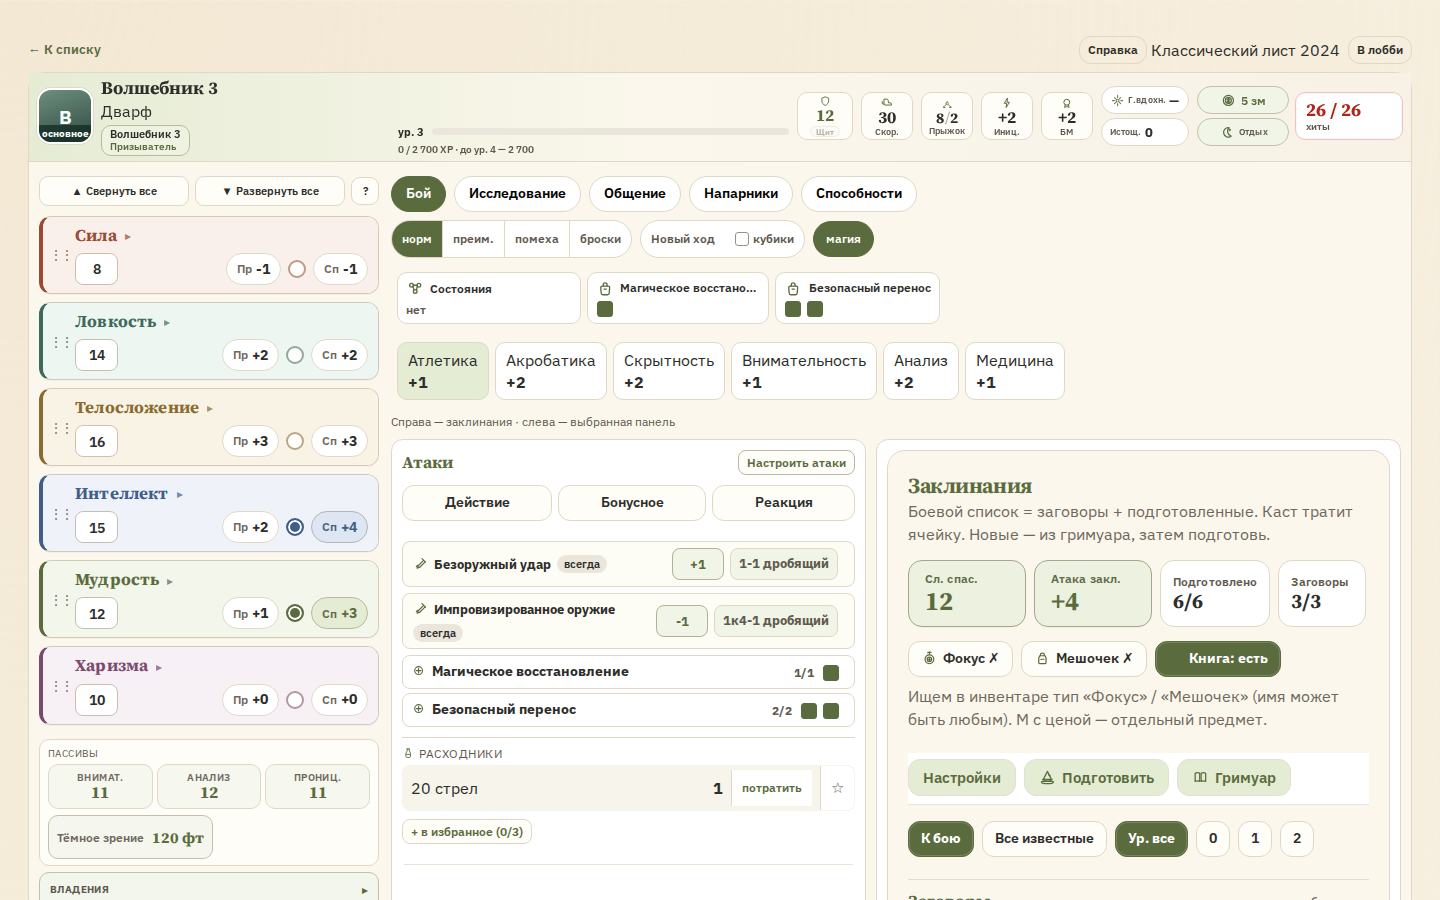 ← К списку
Справка Классический лист 2024 В лобби
В
основное
Волшебник 3
Дварф
Волшебник 3
Призыватель
ур. 3
0 / 2 700 XP · до ур. 4 — 2 700
12
Щит
30
Скор.
8/2
Прыжок
+2
Иниц.
+2
БМ
Г.вдохн. —
Истощ. 0
5 зм
Отдых
26 / 26
хиты
▲ Свернуть все
▼ Развернуть все
?
Сила ▸
8 Пр -1 Сп -1
Ловкость ▸
14 Пр +2 Сп +2
Телосложение ▸
16 Пр +3 Сп +3
Интеллект ▸
15 Пр +2 Сп +4
Мудрость ▸
12 Пр +1 Сп +3
Харизма ▸
10 Пр +0 Сп +0
ПАССИВЫ
ВНИМАТ.
11
АНАЛИЗ
12
ПРОНИЦ.
11
Тёмное зрение 120 фт
ВЛАДЕНИЯ ▸
Бой Исследование Общение Напарники Способности
норм преим. помеха броски Новый ход кубики магия
Состояния
нет
Магическое восстано...
Безопасный перенос
Атлетика
+1
Акробатика
+2
Скрытность
+2
Внимательность
+1
Анализ
+2
Медицина
+1
Справа — заклинания · слева — выбранная панель
Атаки Настроить атаки
Действие Бонусное Реакция
Безоружный удар всегда +1 1-1 дробящий
Импровизированное оружие
всегда
-1 1к4-1 дробящий
Магическое восстановление 1/1
Безопасный перенос 2/2
РАСХОДНИКИ
20 стрел 1 потратить ☆
+ в избранное (0/3)
Заклинания
Боевой список = заговоры + подготовленные. Каст тратит
ячейку. Новые — из гримуара, затем подготовь.
Сл. спас.
12
Атака закл.
+4
Подготовлено
6/6
Заговоры
3/3
Фокус ✗ Мешочек ✗ Книга: есть
Ищем в инвентаре тип «Фокус» / «Мешочек» (имя может
быть любым). М с ценой — отдельный предмет.
Настройки Подготовить Гримуар
К бою Все известные Ур. все 0 1 2